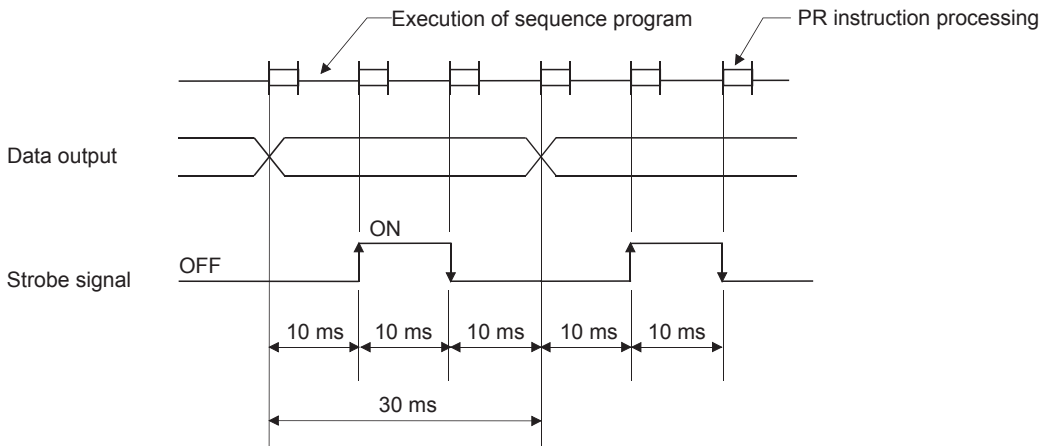 Execution of sequence program
PR instruction processing
Data output
ON
OFF
Strobe signal
10 ms 10 ms 10 ms 10 ms 10 ms
30 ms